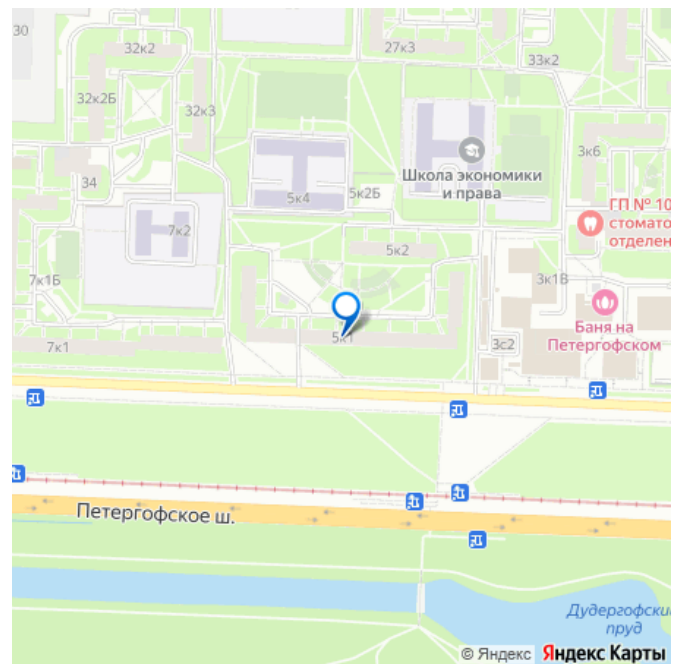 30
32к2
27к3
33к2
32к2Б
32к3
3к6
Школа экономики
и права
34
5к4
5к2Б
ГП № 10
стомато
отделен
7к2
5к2
7к1Б
3к1В
Баня на
Петергофском
5к1
3с2
7к1
Петергофское ш.
Дудергофски
пруд
© Яндекс Яндекс Карты